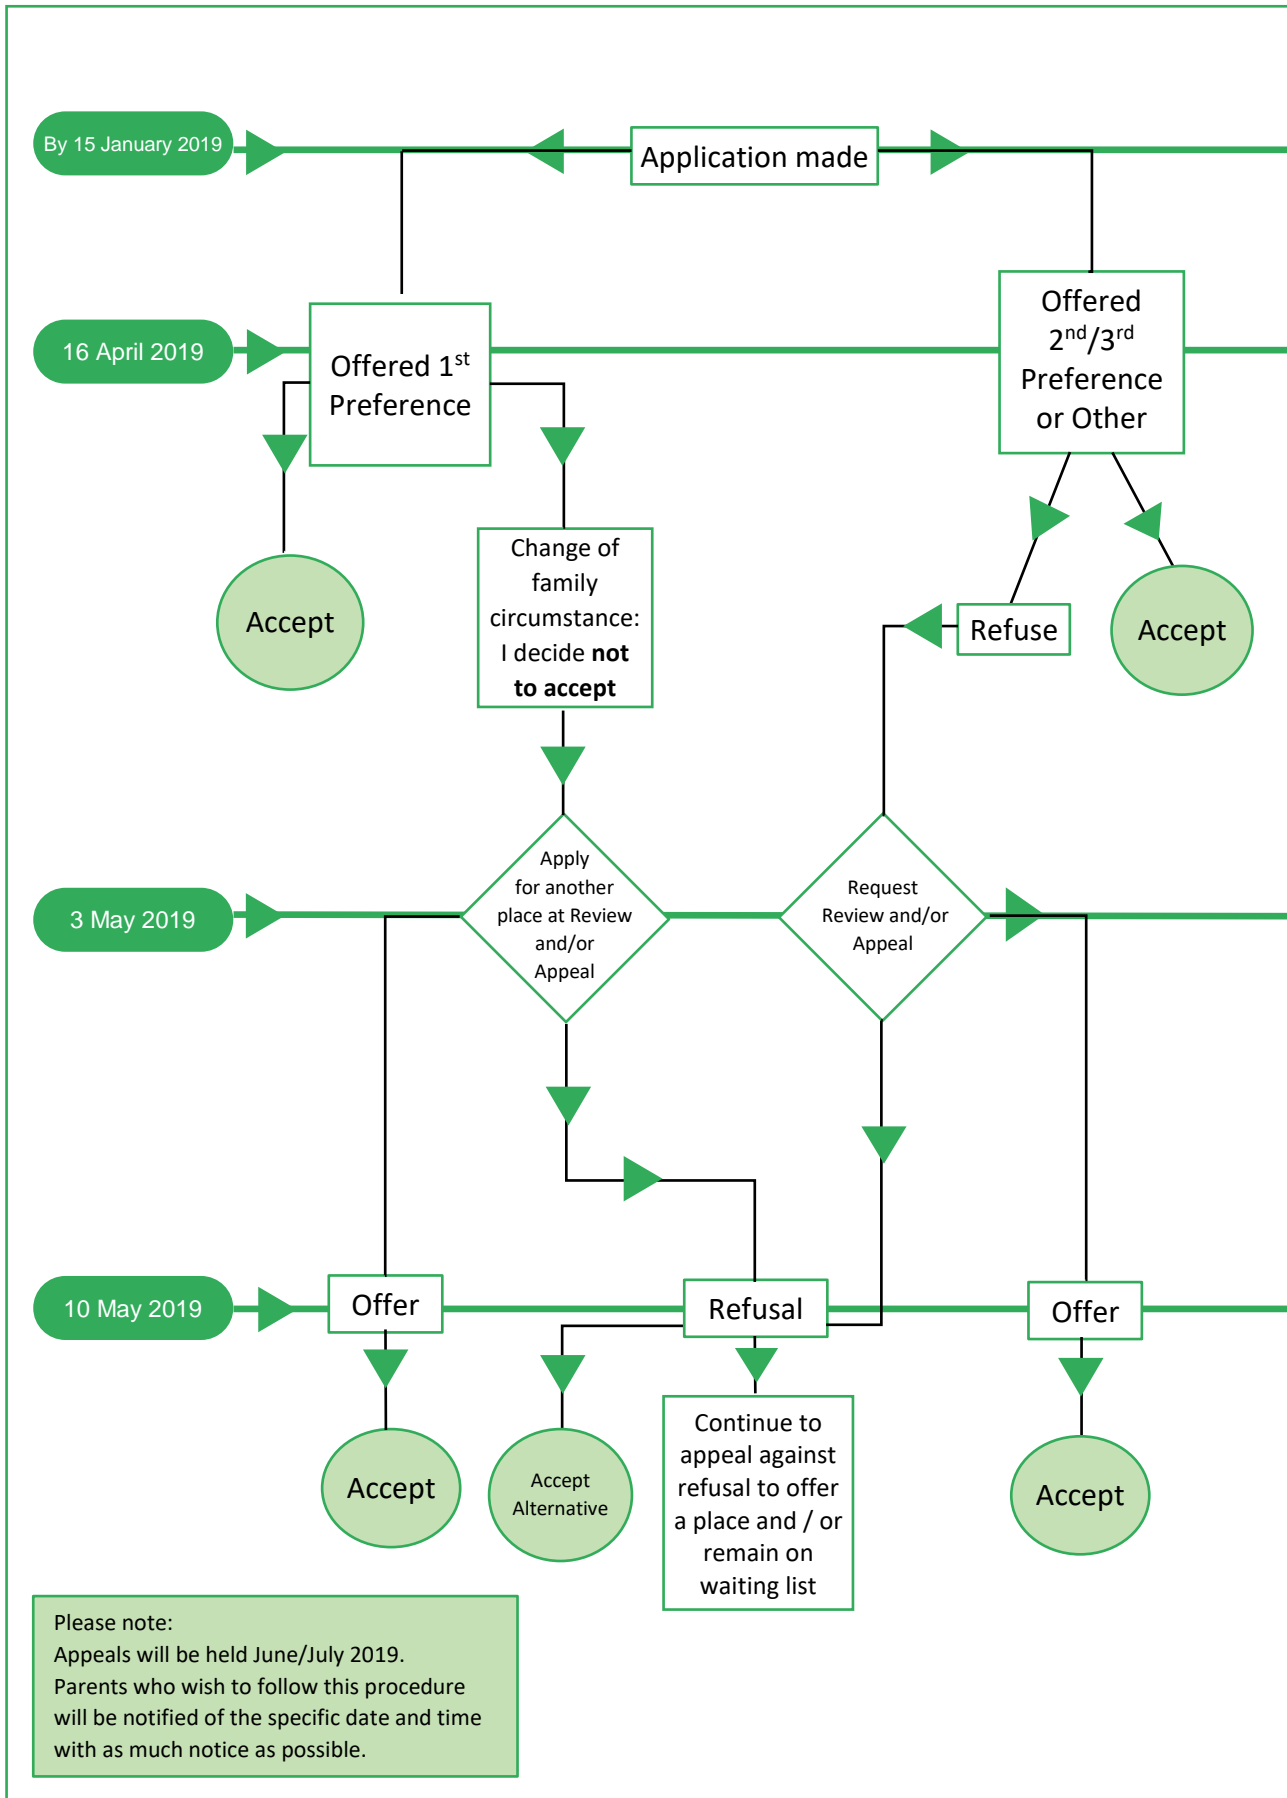 By 15 January 2019
Application made
16 April 2019
Offered 1st
Preference
Offered
2nd/3rd
Preference
or Other
Accept
Change of
family
circumstance:
I decide not
to accept
Refuse
Accept
3 May 2019
Apply
for another
place at Review
and/or
Appeal
Request
Review and/or
Appeal
10 May 2019
Offer
Refusal
Offer
Accept
Accept
Alternative
Continue to
appeal against
refusal to offer
a place and / or
remain on
waiting list
Accept
Please note:
Appeals will be held June/July 2019.
Parents who wish to follow this procedure
will be notified of the specific date and time
with as much notice as possible.